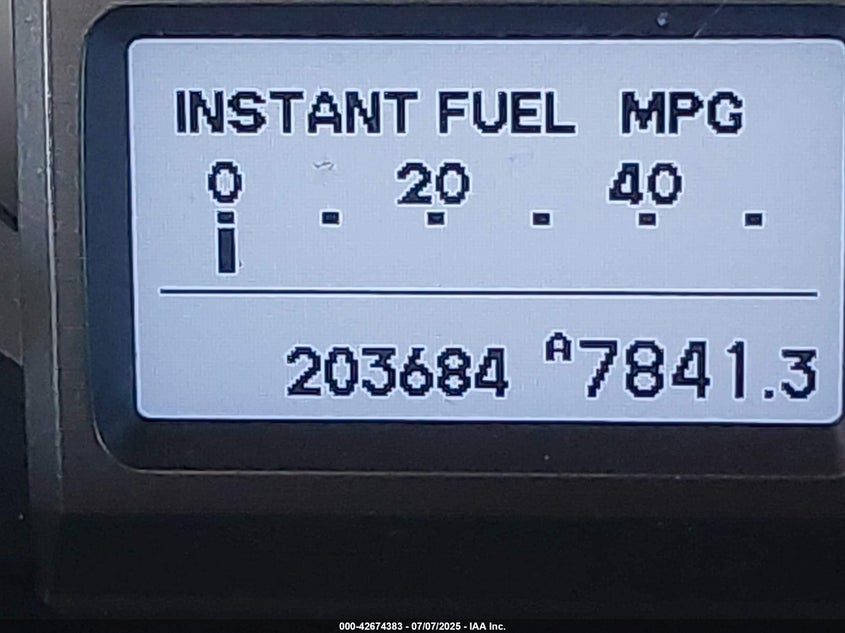 INSTANT FUEL MPG
0 20 40
203684 A7841.3
000-42674383 - 07/07/2025 - IAA Inc.